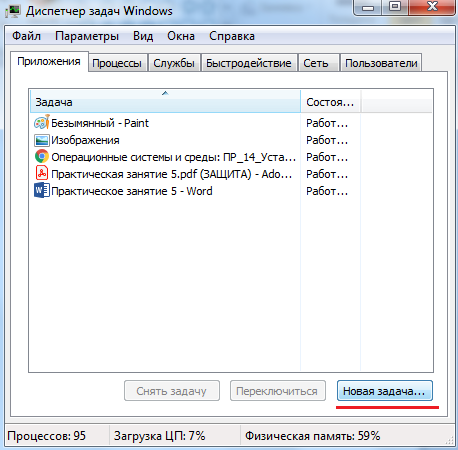 Диспетчер задач Windows
Файл Параметры Вид Окна Справка
Приложения Процессы Службы Быстродействие Сеть Пользователи
Задача Состоя...
Безымянный - Paint Работ...
Изображения Работ...
Операционные системы и среды: ПР_14_Уста... Работ...
Практическая занятие 5.pdf (ЗАЩИТА) - Ado... Работ...
Практическое занятие 5 - Word Работ...
Снять задачу Переключиться Новая задача...
Процессов: 95 Загрузка ЦП: 7% Физическая память: 59%